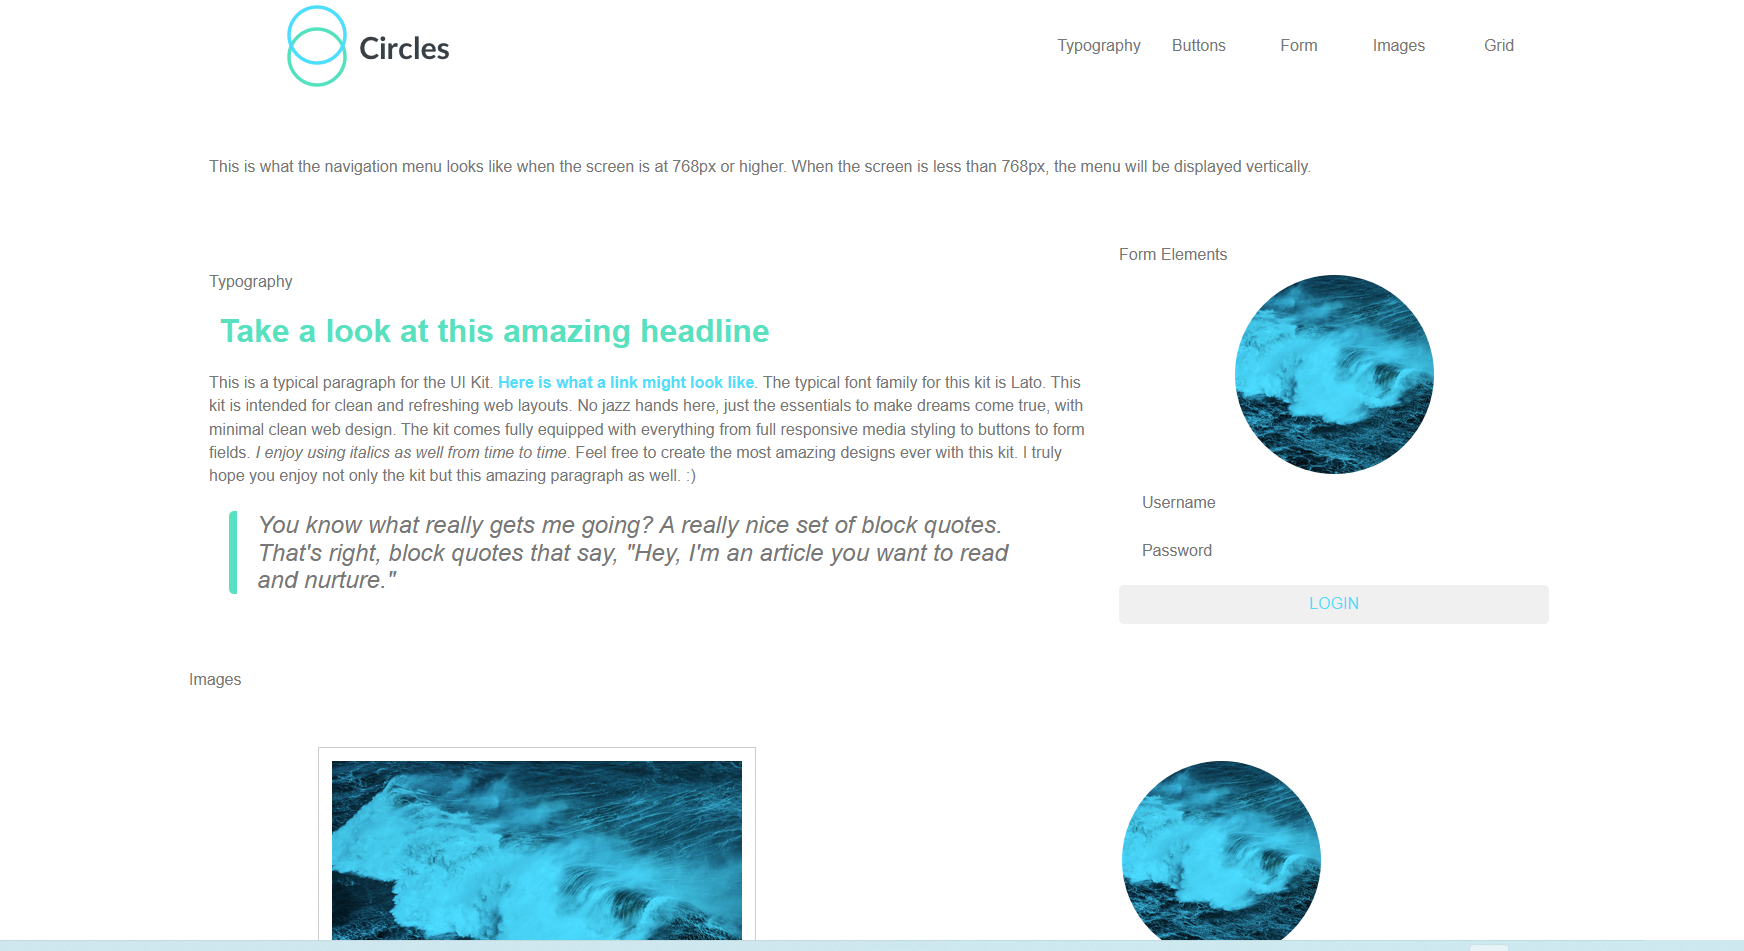 Circles
Typography Buttons Form Images Grid
This is what the navigation menu looks like when the screen is at 768px or higher. When the screen is less than 768px, the menu will be displayed vertically.
Typography
Take a look at this amazing headline
This is a typical paragraph for the UI Kit. Here is what a link might look like. The typical font family for this kit is Lato. This
kit is intended for clean and refreshing web layouts. No jazz hands here, just the essentials to make dreams come true, with
minimal clean web design. The kit comes fully equipped with everything from full responsive media styling to buttons to form
fields. I enjoy using italics as well from time to time. Feel free to create the most amazing designs ever with this kit. I truly
hope you enjoy not only the kit but this amazing paragraph as well. :)
You know what really gets me going? A really nice set of block quotes.
That's right, block quotes that say, "Hey, I'm an article you want to read
and nurture."
Form Elements
Username
Password
LOGIN
Images